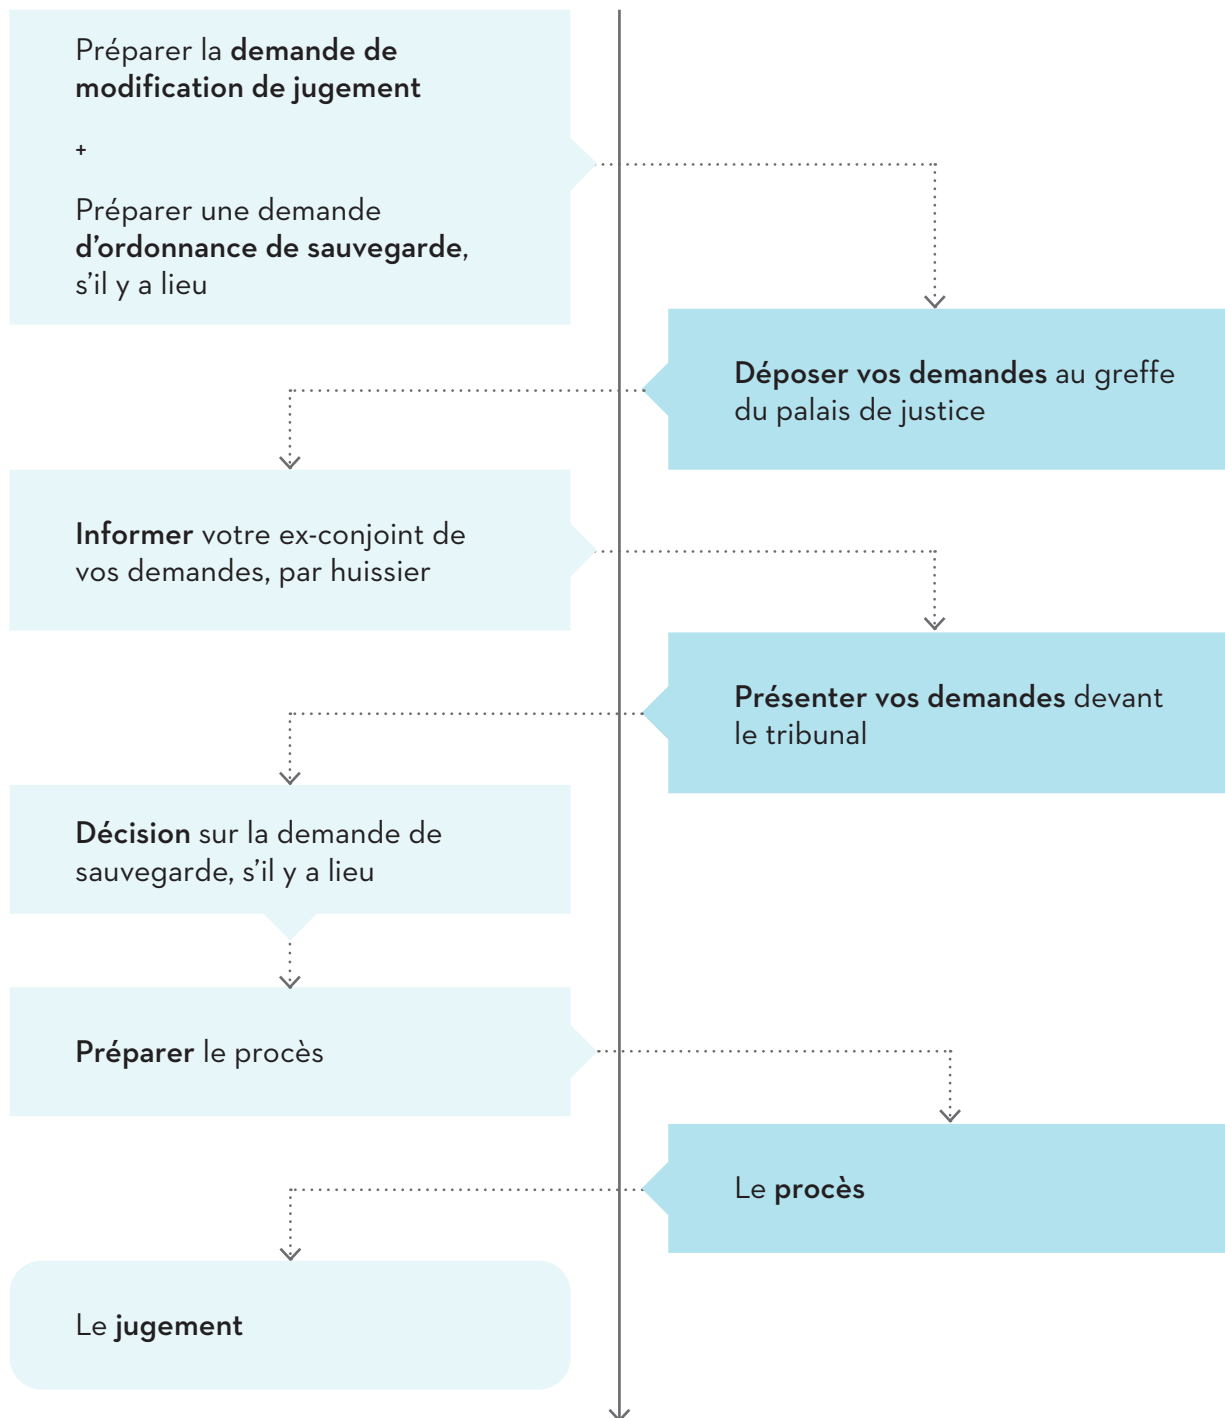 Préparer la demande de
modification de jugement
+
Préparer une demande
d’ordonnance de sauvegarde,
s’il y a lieu
Déposer vos demandes au greffe
du palais de justice
Informer votre ex-conjoint de
vos demandes, par huissier
Présenter vos demandes devant
le tribunal
Décision sur la demande de
sauvegarde, s’il y a lieu
Préparer le procès
Le procès
Le jugement